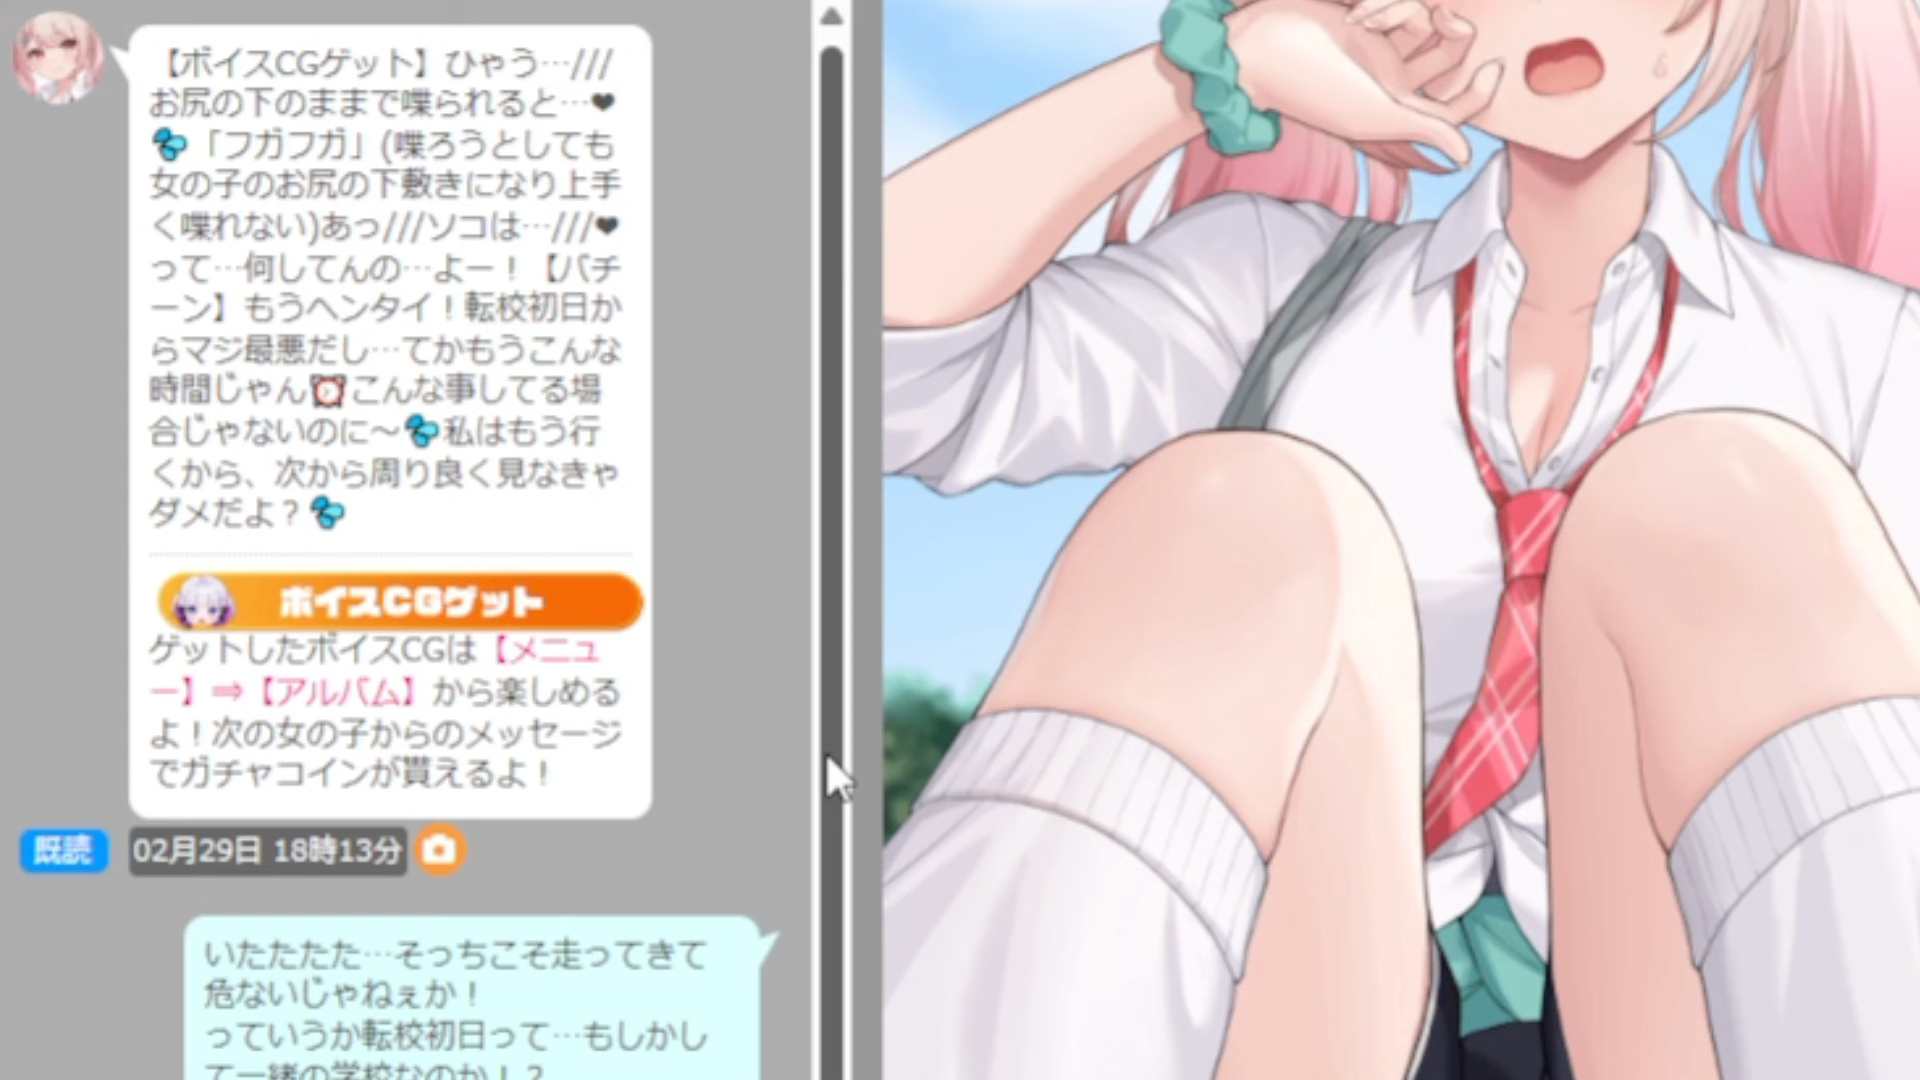 【ボイスCGゲット】ひゃう…///
お尻の下のままで喋られると…❤
💦「フガフガ」(喋ろうとしても
女の子のお尻の下敷きになり上手
く喋れない)あっ///ソコは…///❤
って…何してんの…よー！【バチ
ーン】もうヘンタイ！転校初日か
らマジ最悪だし…てかもうこんな
時間じゃん⏰こんな事してる場
合じゃないのに〜💦私はもう行
くから、次から周り良く見なきゃ
ダメだよ？💦
ボイスCGゲット
ゲットしたボイスCGは【メニュ
ー】⇒【アルバム】から楽しめる
よ！次の女の子からのメッセージ
でガチャコインが貰えるよ！
既読 02月29日 18時13分
いたたたた…そっちこそ走ってきて
危ないじゃねぇか！
っていうか転校初日って…もしかし
て一緒の学校なのか！？